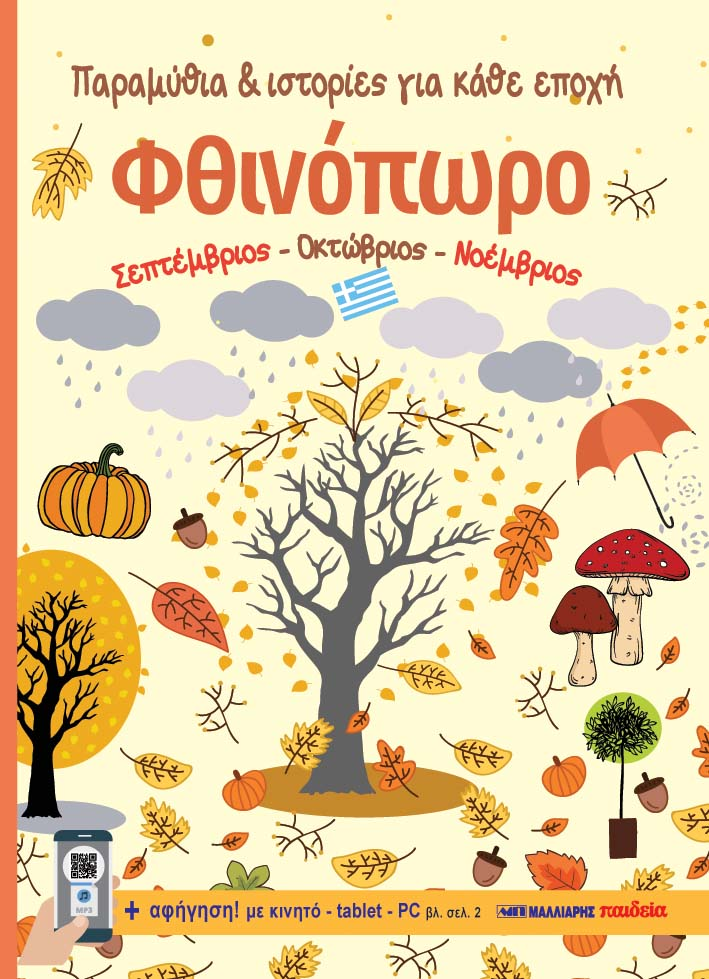 Παραμύθια & ιστορίες για κάθε εποχή
Φθινόπωρο
Σεπτέμβριος - Οκτώβριος - Νοέμβριος
MP3
+ αφήγηση! με κινητό - tablet - PC βλ. σελ. 2 ΜΠ ΜΑΛΛΙΑΡΗΣ παιδεία